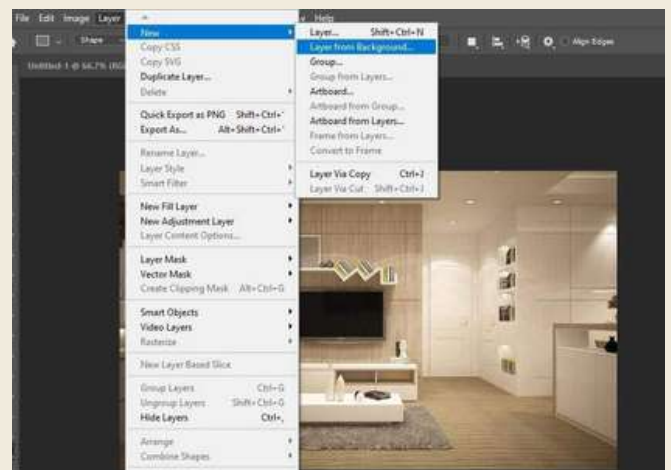 File Edit Image Layer Help
Shape
Align Edges
Untitled-1 @ 66.7% (RGB
New
Copy CSS
Copy SVG
Duplicate Layer...
Delete
Quick Export as PNG Shift+Ctrl+'
Export As... Alt+Shift+Ctrl+'
Rename Layer...
Layer Style
Smart Filter
New Fill Layer
New Adjustment Layer
Layer Content Options...
Layer Mask
Vector Mask
Create Clipping Mask Alt+Ctrl+G
Smart Objects
Video Layers
Rasterize
New Layer Based Slice
Group Layers Ctrl+G
Ungroup Layers Shift+Ctrl+G
Hide Layers Ctrl+,
Arrange
Combine Shapes
Layer... Shift+Ctrl+N
Layer from Background...
Group...
Group from Layers...
Artboard...
Artboard from Group...
Artboard from Layers...
Frame from Layers...
Convert to Frame
Layer Via Copy Ctrl+J
Layer Via Cut Shift+Ctrl+J